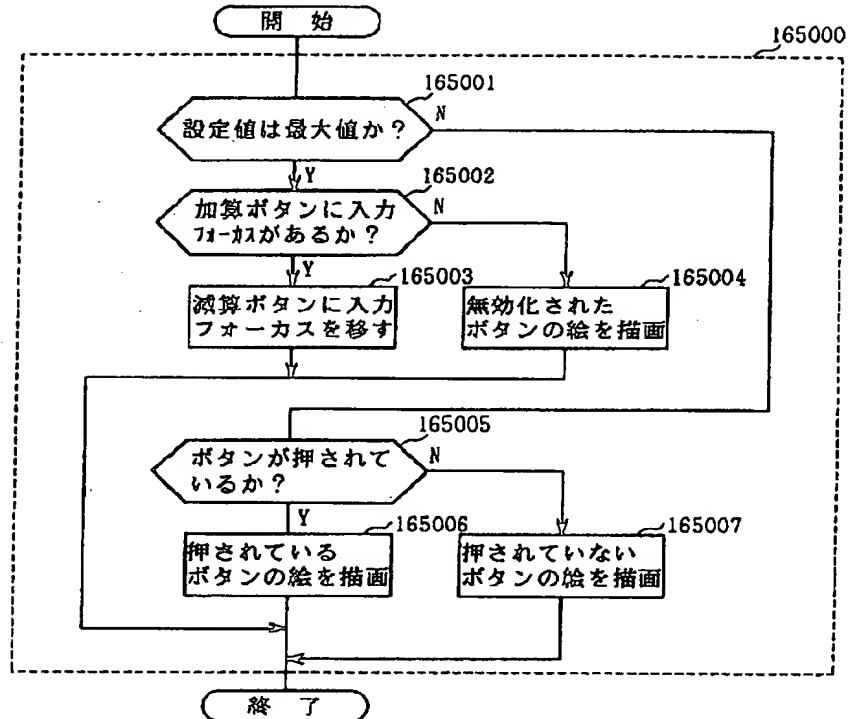 開 始
165000
165001
設定値は最大値か?
N
Y
165002
加算ボタンに入力
フォーカスがあるか?
N
Y
165003
減算ボタンに入力
フォーカスを移す
165004
無効化された
ボタンの絵を描画
165005
ボタンが押されて
いるか?
N
Y
165006
押されている
ボタンの絵を描画
165007
押されていない
ボタンの絵を描画
終 了